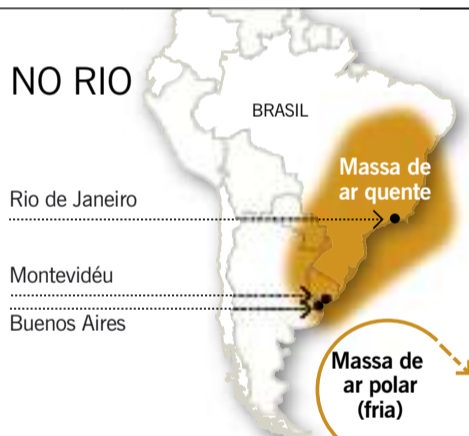 NO RIO
BRASIL
Massa de
ar quente
Rio de Janeiro
Montevidéu
Buenos Aires
Massa de
ar polar
(fria)